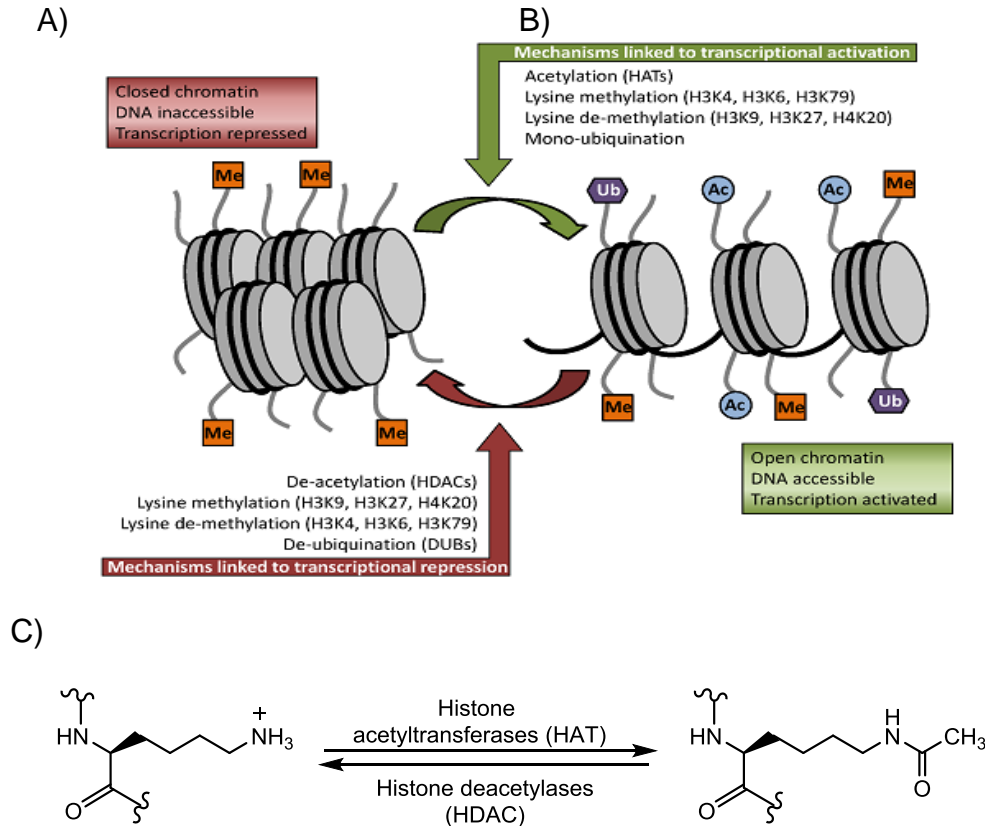 A)
B)
Mechanisms linked to transcriptional activation
Acetylation (HATs)
Lysine methylation (H3K4, H3K6, H3K79)
Lysine de-methylation (H3K9, H3K27, H4K20)
Mono-ubiquination
Closed chromatin
DNA inaccessible
Transcription repressed
Me
Me
Ub
Ac
Ac
Me
Me
Me
Me
Ac
Me
Ub
Open chromatin
DNA accessible
Transcription activated
De-acetylation (HDACs)
Lysine methylation (H3K9, H3K27, H4K20)
Lysine de-methylation (H3K4, H3K6, H3K79)
De-ubiquination (DUBs)
Mechanisms linked to transcriptional repression
C)
HN
+
NH3
O
Histone
acetyltransferases (HAT)
Histone deacetylases
(HDAC)
HN
H
N
CH3
O
O